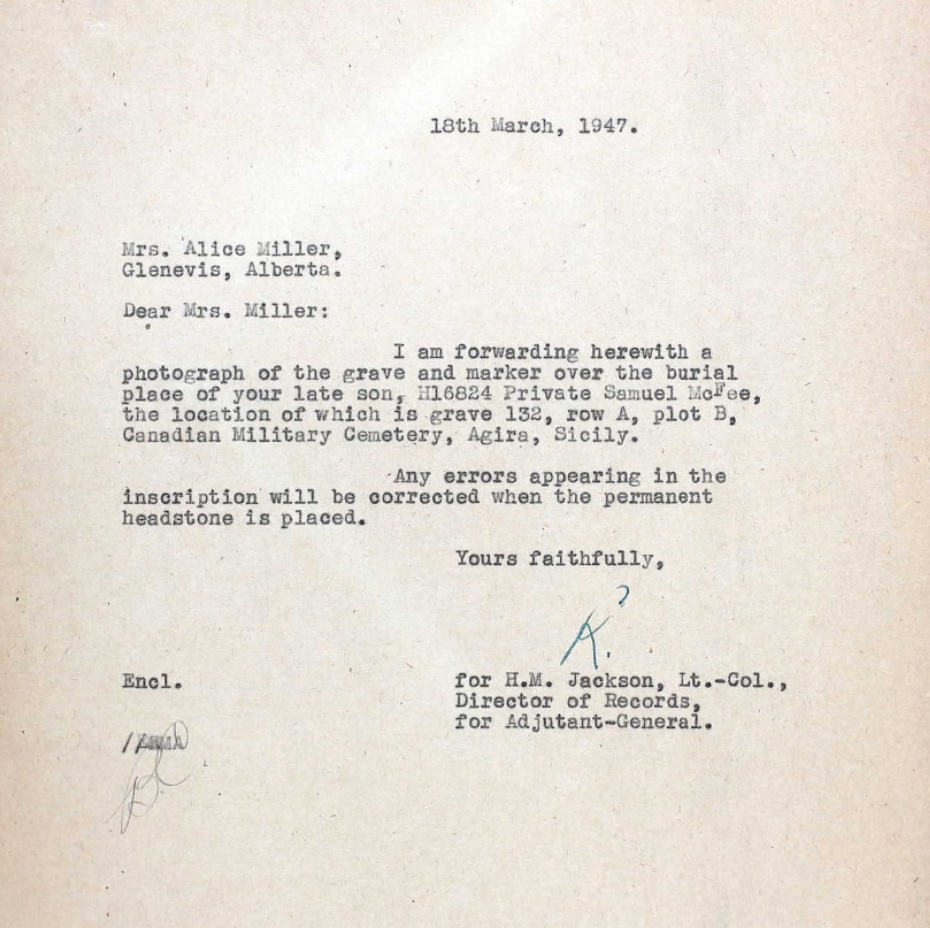 18th March, 1947.
Mrs. Alice Miller,
Glenevis, Alberta.
Dear Mrs. Miller:
I am forwarding herewith a
photograph of the grave and marker over the burial
place of your late son, H16824 Private Samuel McFee,
the location of which is grave 132, row A, plot B,
Canadian Military Cemetery, Agira, Sicily.
Any errors appearing in the
inscription will be corrected when the permanent
headstone is placed.
Yours faithfully,
K.
Encl.
for H.M. Jackson, Lt.-Col.,
Director of Records,
for Adjutant-General.